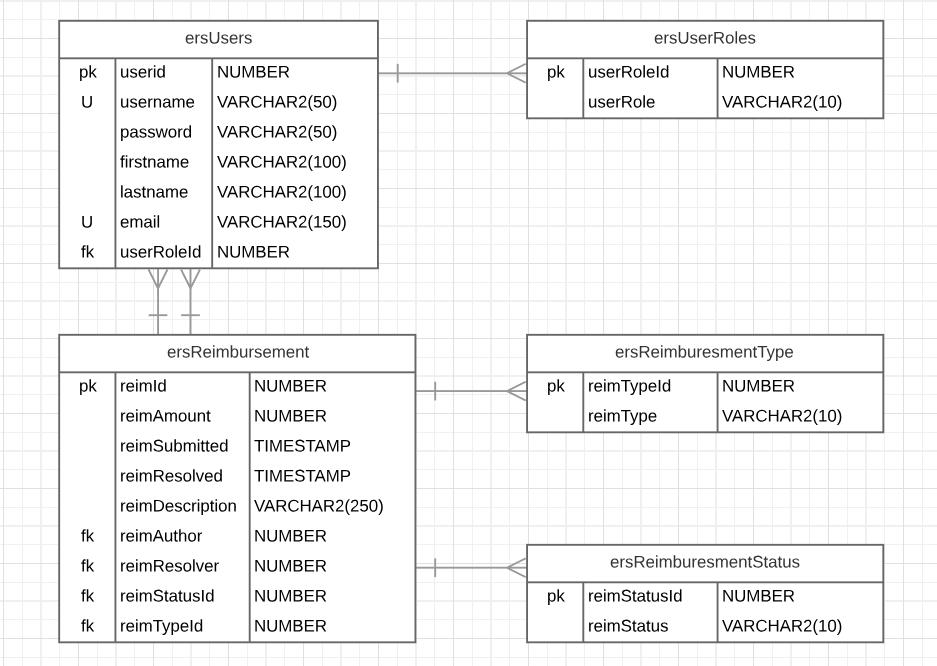 ersUsers
pk userid NUMBER
U username VARCHAR2(50)
password VARCHAR2(50)
firstname VARCHAR2(100)
lastname VARCHAR2(100)
U email VARCHAR2(150)
fk userRoleId NUMBER
ersUserRoles
pk userRoleId NUMBER
userRole VARCHAR2(10)
ersReimbursement
pk reimId NUMBER
reimAmount NUMBER
reimSubmitted TIMESTAMP
reimResolved TIMESTAMP
reimDescription VARCHAR2(250)
fk reimAuthor NUMBER
fk reimResolver NUMBER
fk reimStatusId NUMBER
fk reimTypeId NUMBER
ersReimburesmentType
pk reimTypeId NUMBER
reimType VARCHAR2(10)
ersReimburesmentStatus
pk reimStatusId NUMBER
reimStatus VARCHAR2(10)